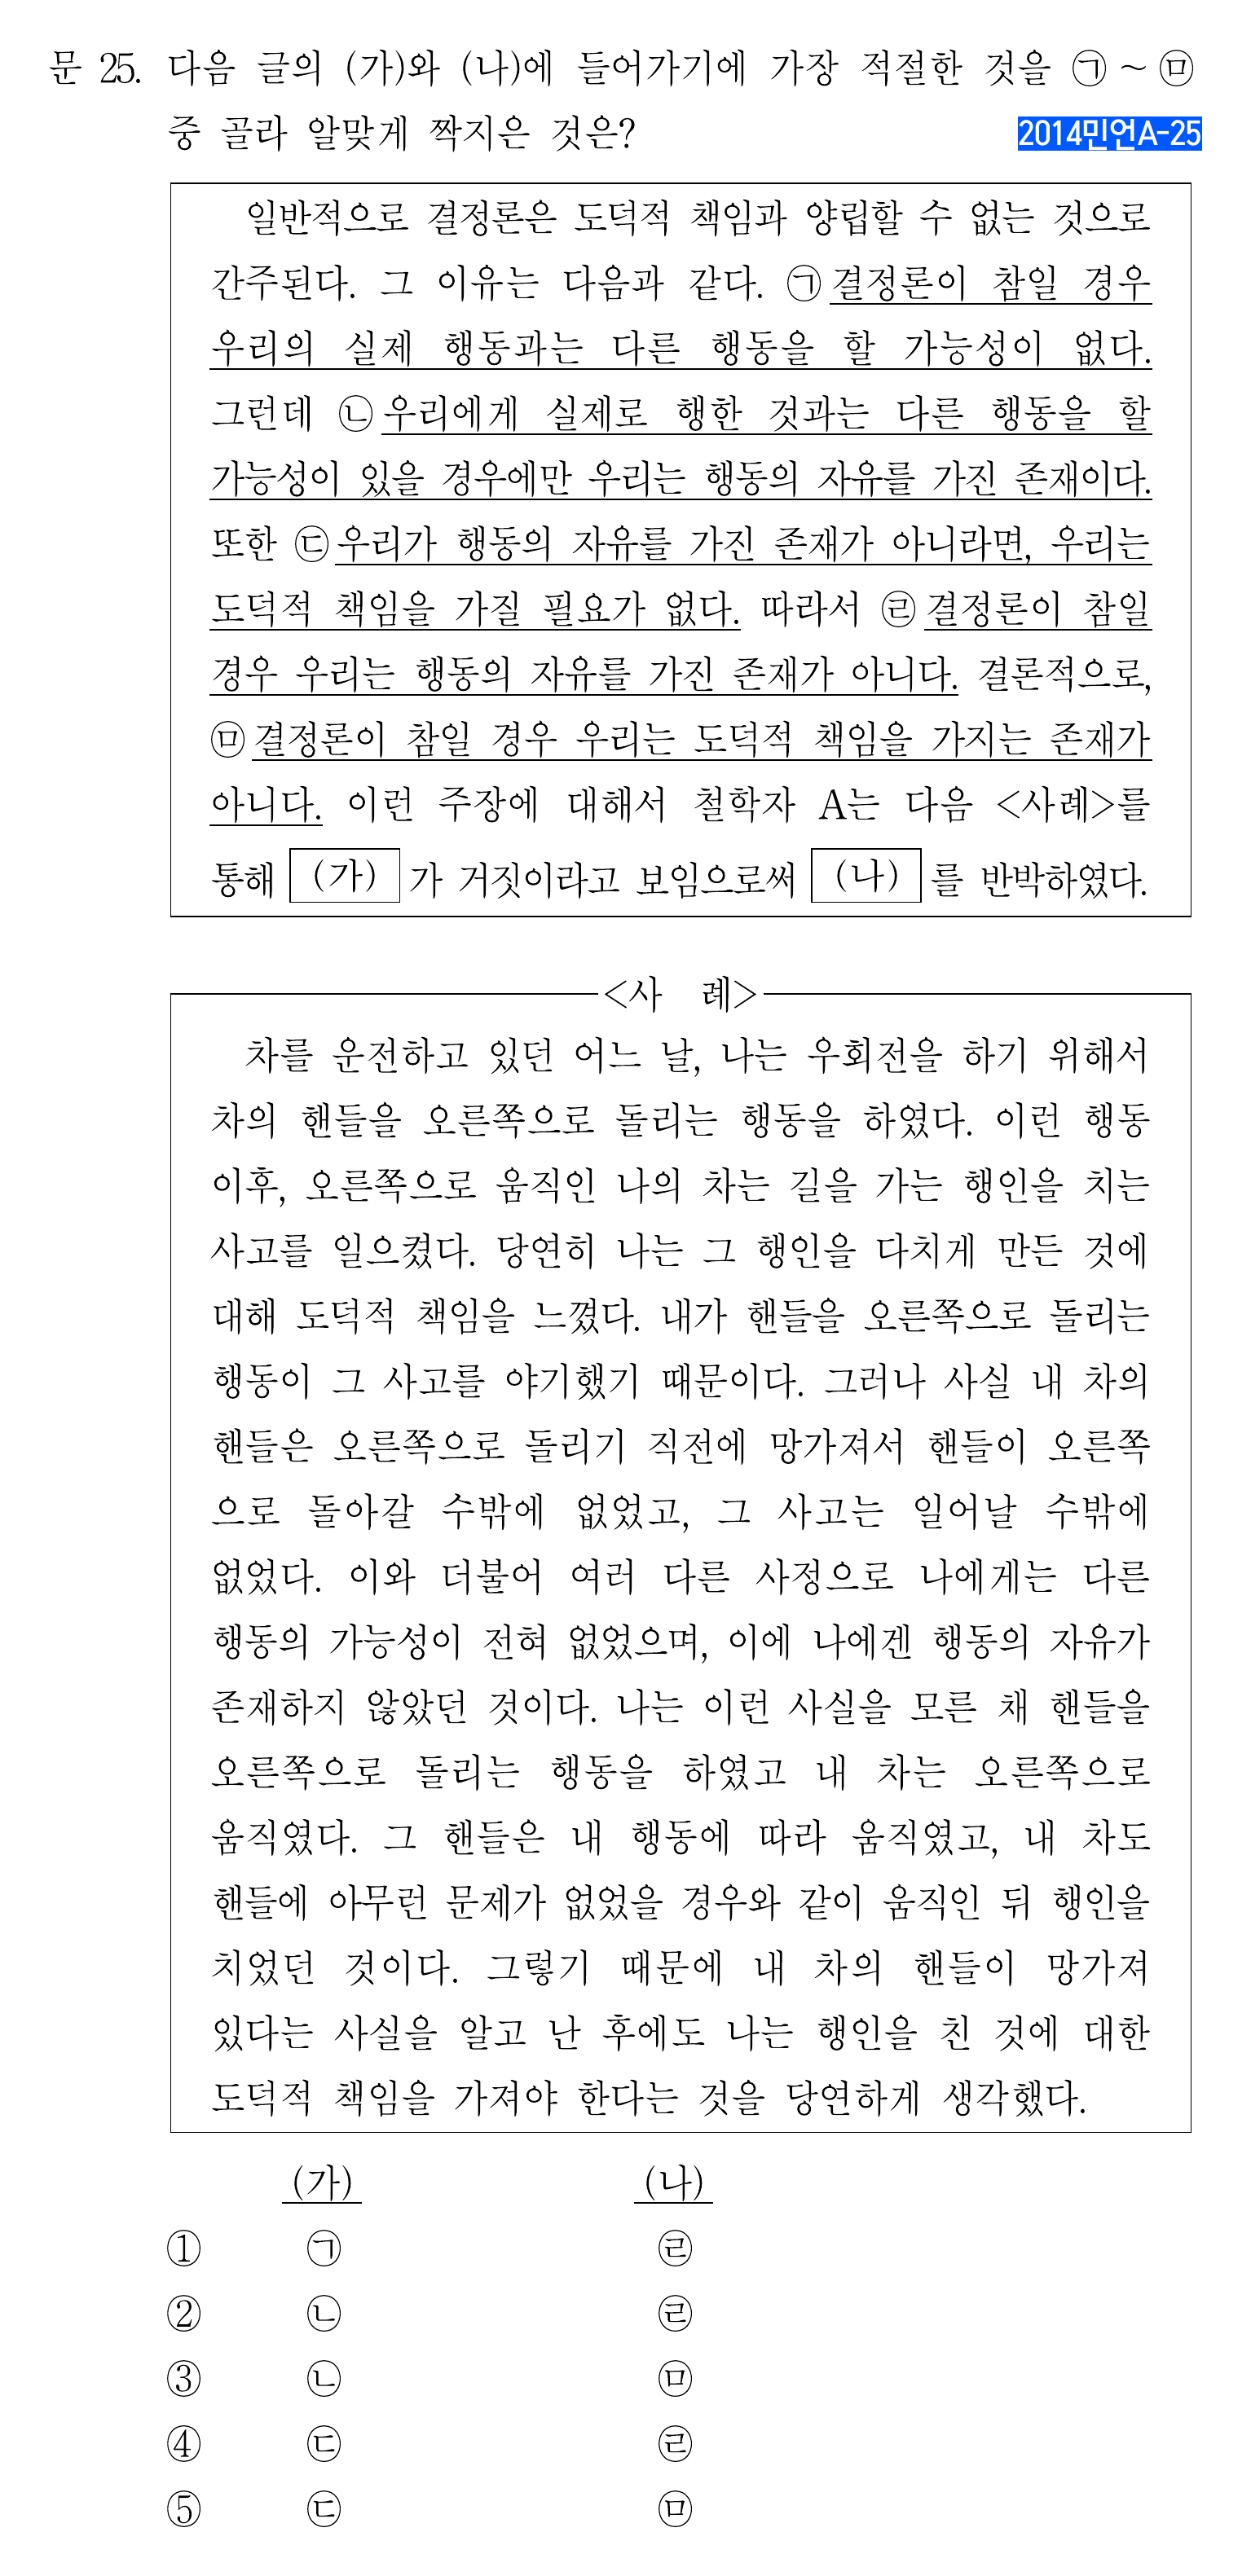 문 25. 다음 글의 (가)와 (나)에 들어가기에 가장 적절한 것을 ㉠～㉤
중 골라 알맞게 짝지은 것은?
2014민언A-25
일반적으로 결정론은 도덕적 책임과 양립할 수 없는 것으로
간주된다. 그 이유는 다음과 같다. ㉠결정론이 참일 경우
우리의 실제 행동과는 다른 행동을 할 가능성이 없다.
그런데 ㉡우리에게 실제로 행한 것과는 다른 행동을 할
가능성이 있을 경우에만 우리는 행동의 자유를 가진 존재이다.
또한 ㉢우리가 행동의 자유를 가진 존재가 아니라면, 우리는
도덕적 책임을 가질 필요가 없다. 따라서 ㉣결정론이 참일
경우 우리는 행동의 자유를 가진 존재가 아니다. 결론적으로,
㉤결정론이 참일 경우 우리는 도덕적 책임을 가지는 존재가
아니다. 이런 주장에 대해서 철학자 A는 다음 <사례>를
통해 (가) 가 거짓이라고 보임으로써 (나) 를 반박하였다.
<사 례>
차를 운전하고 있던 어느 날, 나는 우회전을 하기 위해서
차의 핸들을 오른쪽으로 돌리는 행동을 하였다. 이런 행동
이후, 오른쪽으로 움직인 나의 차는 길을 가는 행인을 치는
사고를 일으켰다. 당연히 나는 그 행인을 다치게 만든 것에
대해 도덕적 책임을 느꼈다. 내가 핸들을 오른쪽으로 돌리는
행동이 그 사고를 야기했기 때문이다. 그러나 사실 내 차의
핸들은 오른쪽으로 돌리기 직전에 망가져서 핸들이 오른쪽
으로 돌아갈 수밖에 없었고, 그 사고는 일어날 수밖에
없었다. 이와 더불어 여러 다른 사정으로 나에게는 다른
행동의 가능성이 전혀 없었으며, 이에 나에겐 행동의 자유가
존재하지 않았던 것이다. 나는 이런 사실을 모른 채 핸들을
오른쪽으로 돌리는 행동을 하였고 내 차는 오른쪽으로
움직였다. 그 핸들은 내 행동에 따라 움직였고, 내 차도
핸들에 아무런 문제가 없었을 경우와 같이 움직인 뒤 행인을
치었던 것이다. 그렇기 때문에 내 차의 핸들이 망가져
있다는 사실을 알고 난 후에도 나는 행인을 친 것에 대한
도덕적 책임을 가져야 한다는 것을 당연하게 생각했다.
(가) (나)
① ㉠ ㉣
② ㉡ ㉣
③ ㉡ ㉤
④ ㉢ ㉣
⑤ ㉢ ㉤